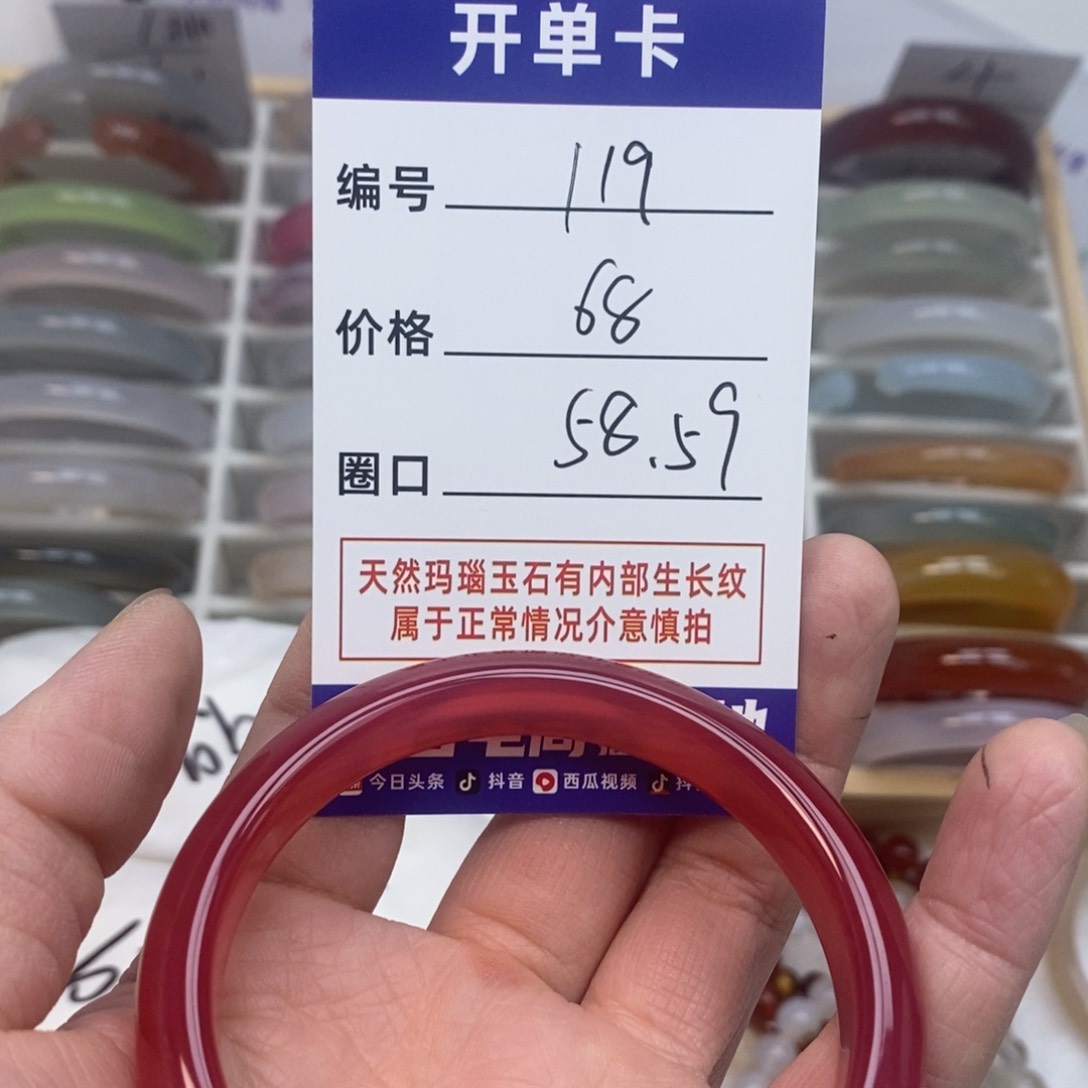 开单卡
编号 119
价格 68
圈口 58.59
天然玛瑙玉石有内部生长纹
属于正常情况介意慎拍
今日头条 抖音 西瓜视频 抖